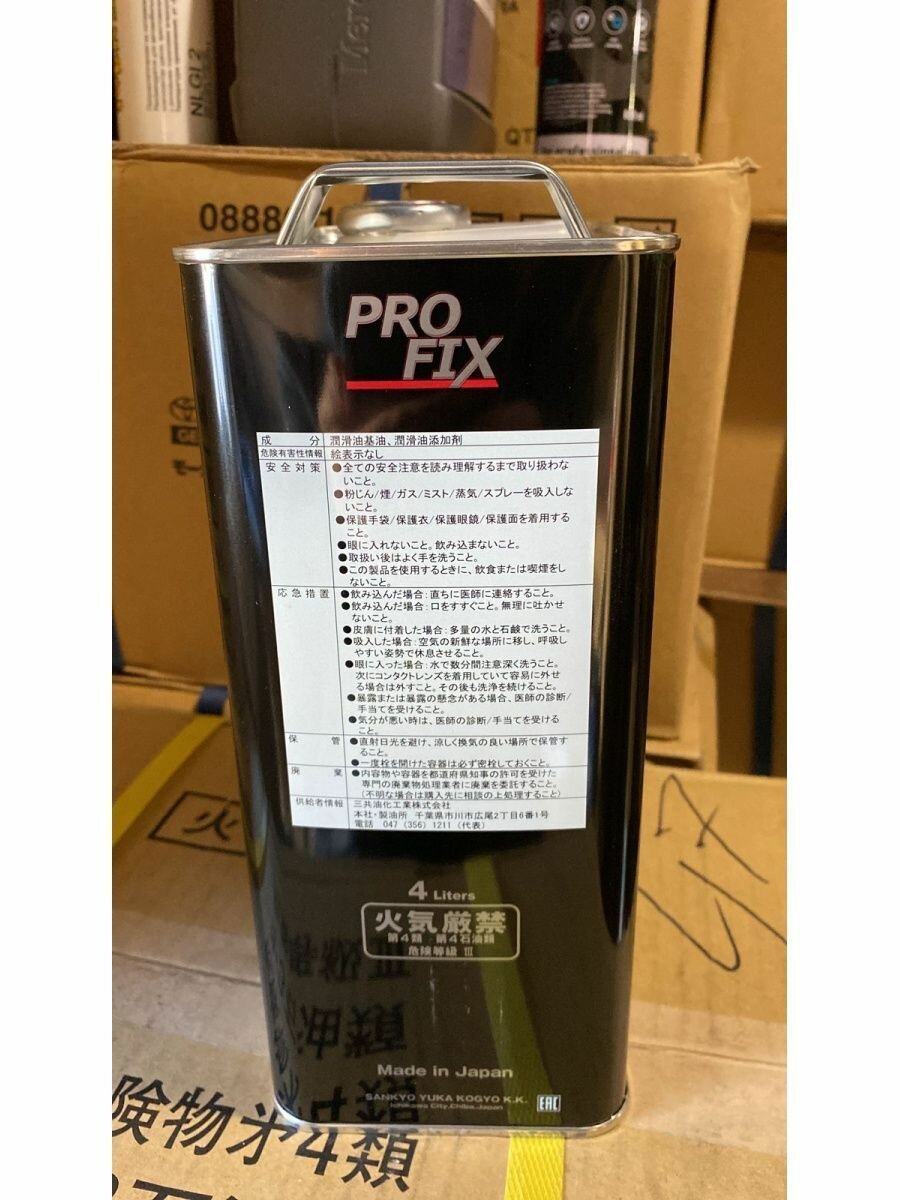 NLGI 2
Mer
QT
0888
PRO
FIX
成分 潤滑油基油、潤滑油添加剤
危険有害性情報 絵表示なし
安全対策 ●全ての安全注意を読み理解するまで取り扱わな
いこと。
●粉じん/煙/ガス/ミスト/蒸気/スプレーを吸入しな
いこと。
●保護手袋/保護衣/保護眼鏡/保護面を着用する
こと。
●眼に入れないこと。飲み込まないこと。
●取扱い後はよく手を洗うこと。
●この製品を使用するときに、飲食または喫煙をし
ないこと。
応急措置 ●飲み込んだ場合:直ちに医師に連絡すること。
●飲み込んだ場合:口をすすぐこと。無理に吐かせ
ないこと。
●皮膚に付着した場合:多量の水と石鹸で洗うこと。
●吸入した場合:空気の新鮮な場所に移し、呼吸し
やすい姿勢で休息させること。
●眼に入った場合:水で数分間注意深く洗うこと。
次にコンタクトレンズを着用していて容易に外せ
る場合は外すこと。その後も洗浄を続けること。
●暴露または暴露の懸念がある場合、医師の診断/
手当てを受けること。
●気分が悪い時は、医師の診断/手当てを受ける
こと。
保管 ●直射日光を避け、涼しく換気の良い場所で保管す
ること。
●一度栓を開けた容器は必ず密栓しておくこと。
廃棄 ●内容物や容器を都道府県知事の許可を受けた
専門の廃棄物処理業者に廃棄を委託すること。
(不明な場合は購入先に相談の上処理すること)
供給者情報 三共油化工業株式会社
本社・製油所 千葉県市川市広尾2丁目6番1号
電話 047(356)1211(代表)
4 Liters
火気厳禁
第4類 第4石油類
危険等級 III
Made in Japan
SANKYO YUKA KOGYO K.K.
Ichikawa City,Chiba,Japan
EAC
火
47
険物第4類